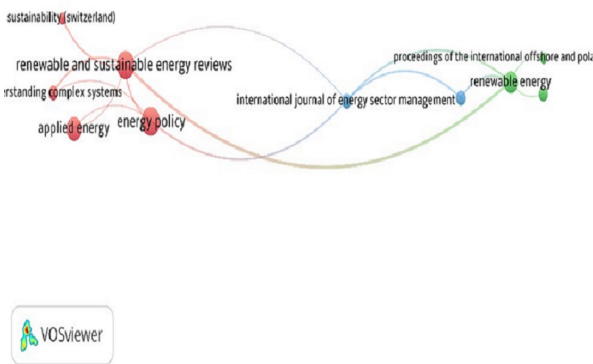 sustainability (switzerland)
proceedings of the international offshore and pola
renewable and sustainable energy reviews
renewable energy
erstanding complex systems
international journal of energy sector management
applied energy
energy policy
VOSviewer